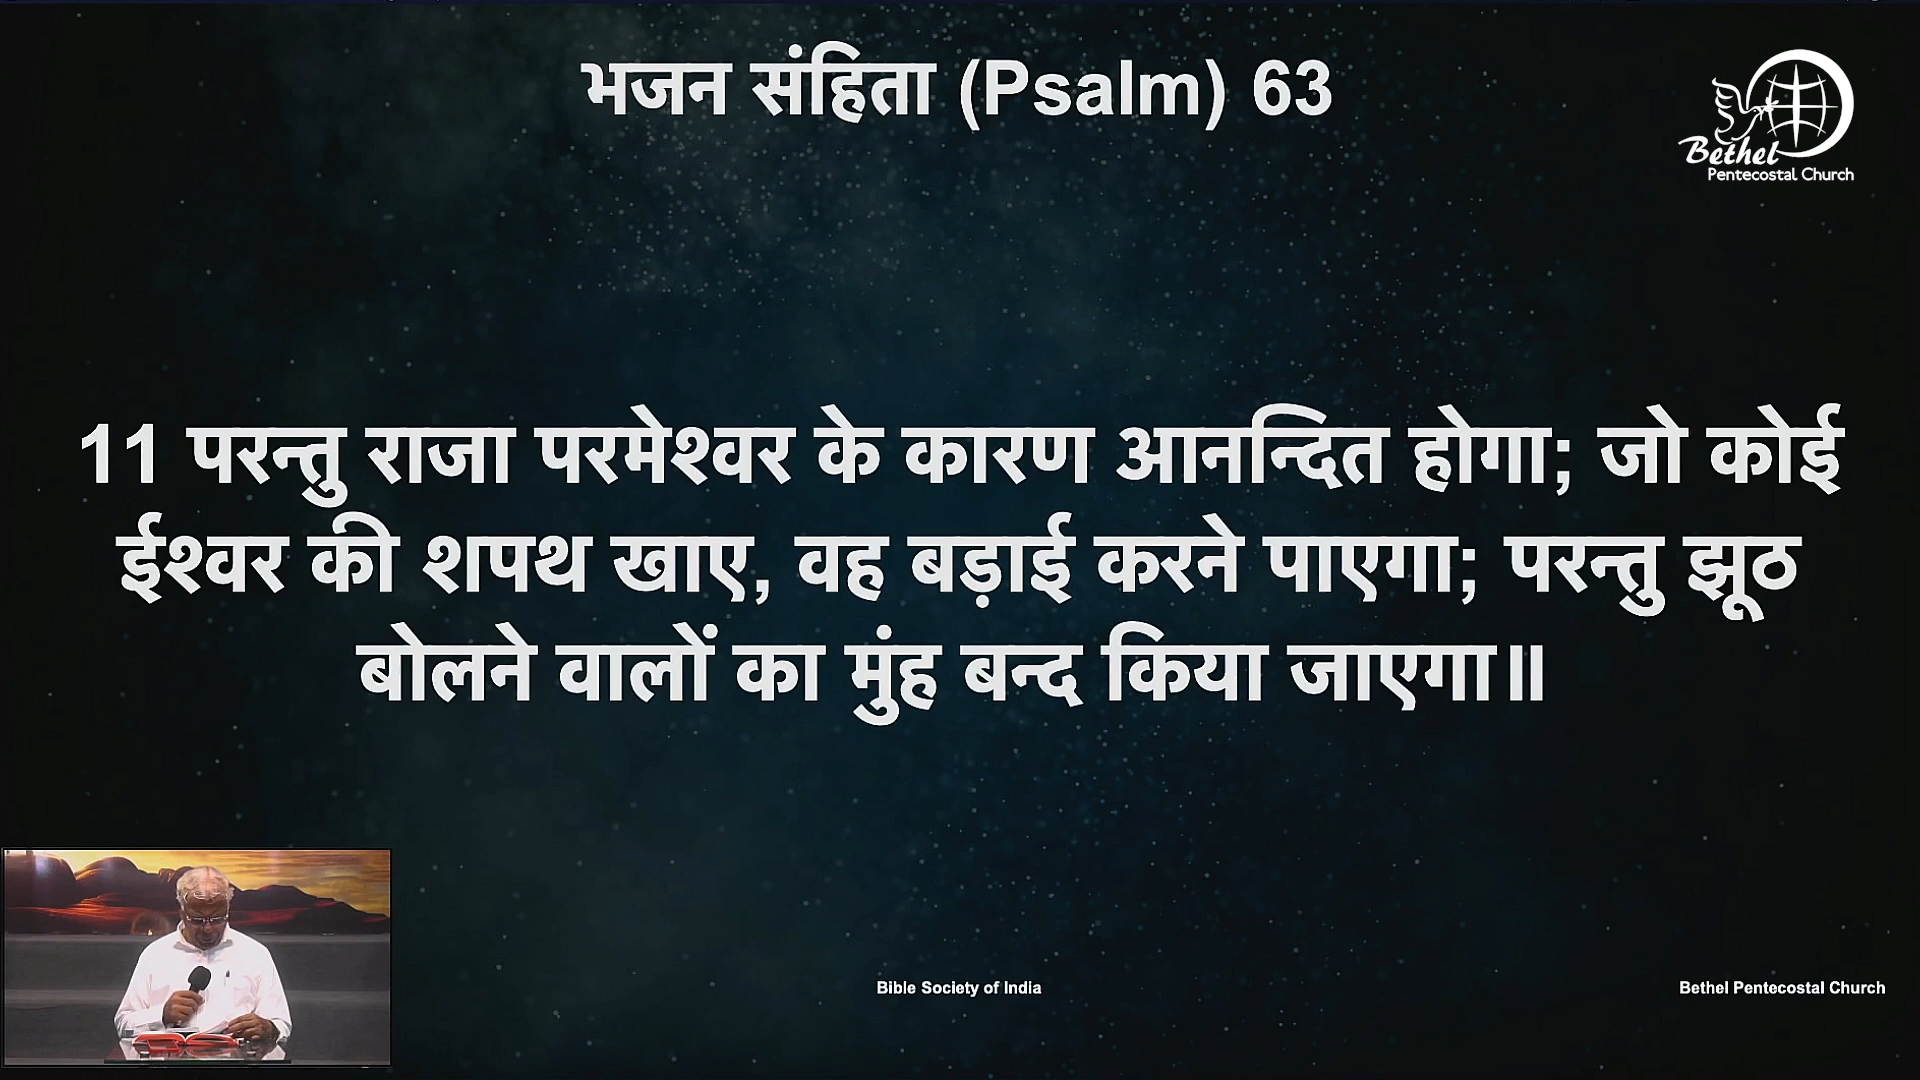 भजन संहिता (Psalm) 63
Bethel
Pentecostal Church
11 परन्तु राजा परमेश्वर के कारण आनन्दित होगा; जो कोई
ईश्वर की शपथ खाए, वह बड़ाई करने पाएगा; परन्तु झूठ
बोलने वालों का मुंह बन्द किया जाएगा॥
Bible Society of India
Bethel Pentecostal Church